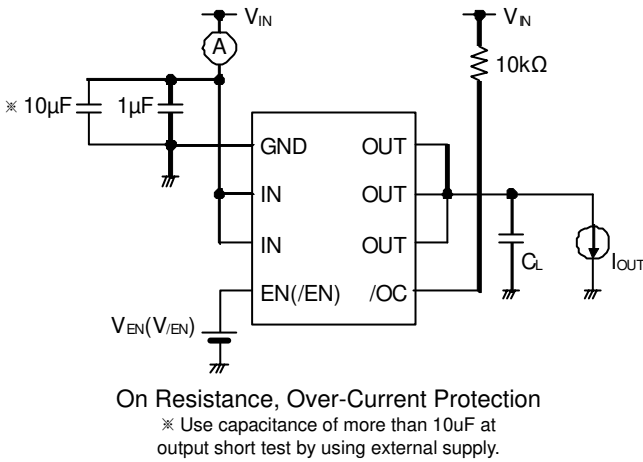 VIN
VIN
A
10kΩ
※ 10µF
1µF
GND
OUT
IN
OUT
IN
OUT
EN(/EN)
/OC
CL
IOUT
VEN(V/EN)
On Resistance, Over-Current Protection
※ Use capacitance of more than 10uF at
output short test by using external supply.